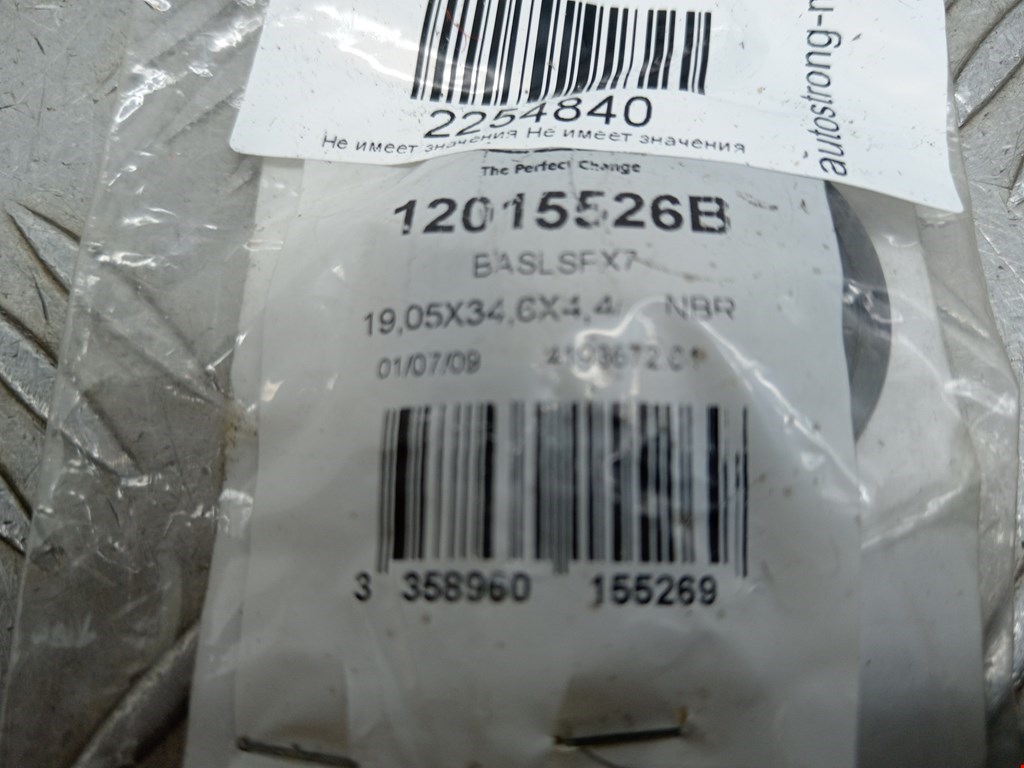 2254840
Не имеет значения Не имеет значения
autostrong-
The Perfect Change
12015526B
BASLSFX7
19,05X34,6X4,4 NBR
01/07/09
3 358960 155269